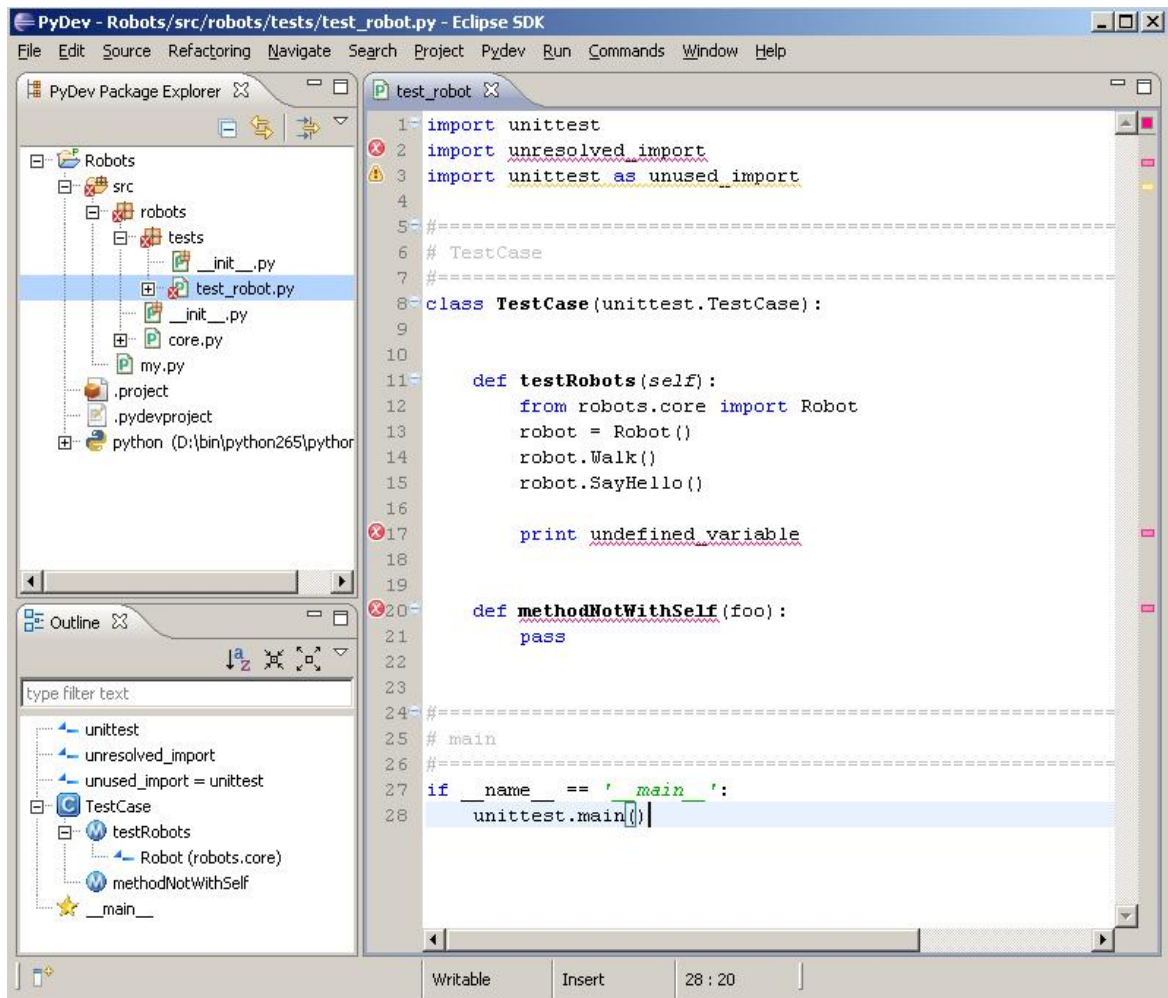 PyDev - Robots/src/robots/tests/test_robot.py - Eclipse SDK
File Edit Source Refactoring Navigate Search Project Pydev Run Commands Window Help
PyDev Package Explorer
Robots
src
robots
tests
__init__.py
test_robot.py
__init__.py
core.py
my.py
.project
.pydevproject
python (D:\bin\python265\python
Outline
type filter text
unittest
unresolved_import
unused_import = unittest
TestCase
testRobots
Robot (robots.core)
methodNotWithSelf
__main__
test_robot
1 import unittest
2 import unresolved_import
3 import unittest as unused_import
4
5 #===========================================================
6 # TestCase
7 #===========================================================
8 class TestCase(unittest.TestCase):
9
10
11     def testRobots(self):
12         from robots.core import Robot
13         robot = Robot()
14         robot.Walk()
15         robot.SayHello()
16
17         print undefined_variable
18
19
20     def methodNotWithSelf(foo):
21         pass
22
23
24 #===========================================================
25 # main
26 #===========================================================
27 if __name__ == '__main__':
28     unittest.main()
Writable Insert 28 : 20